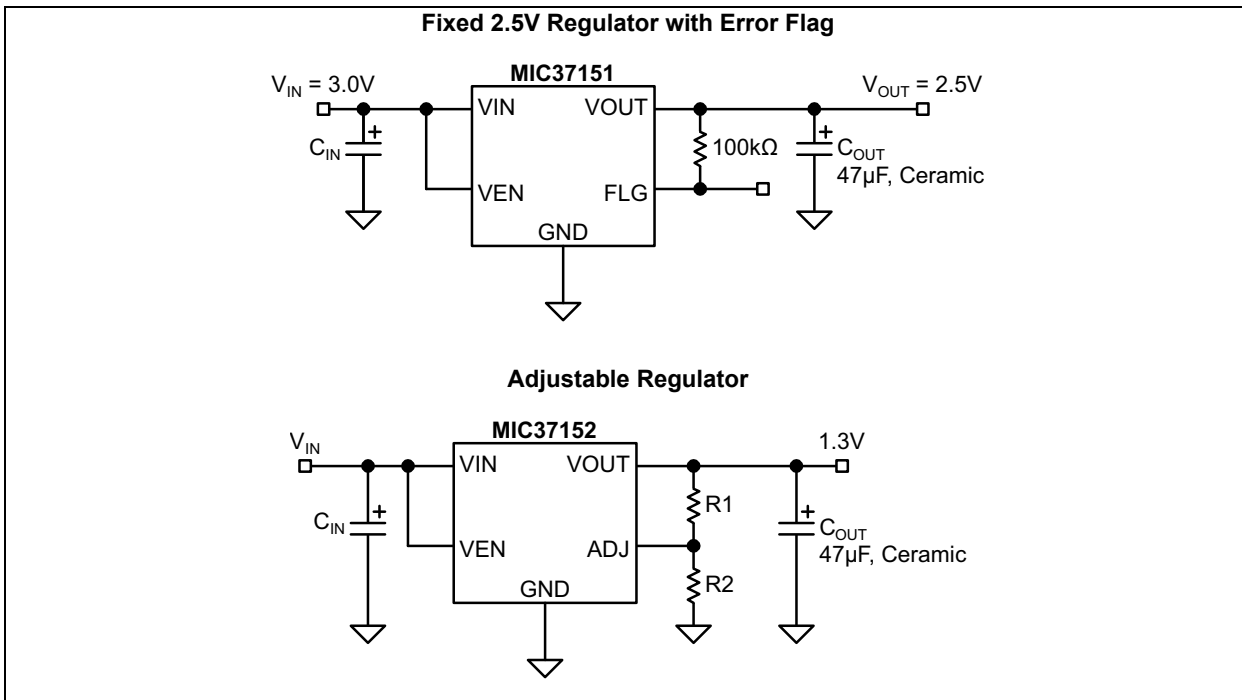 Fixed 2.5V Regulator with Error Flag
MIC37151
V_IN = 3.0V
V_OUT = 2.5V
VIN
VOUT
C_IN
+
100kΩ
+
C_OUT
47µF, Ceramic
VEN
FLG
GND
Adjustable Regulator
MIC37152
V_IN
1.3V
VIN
VOUT
R1
C_IN
+
+
C_OUT
47µF, Ceramic
VEN
ADJ
R2
GND